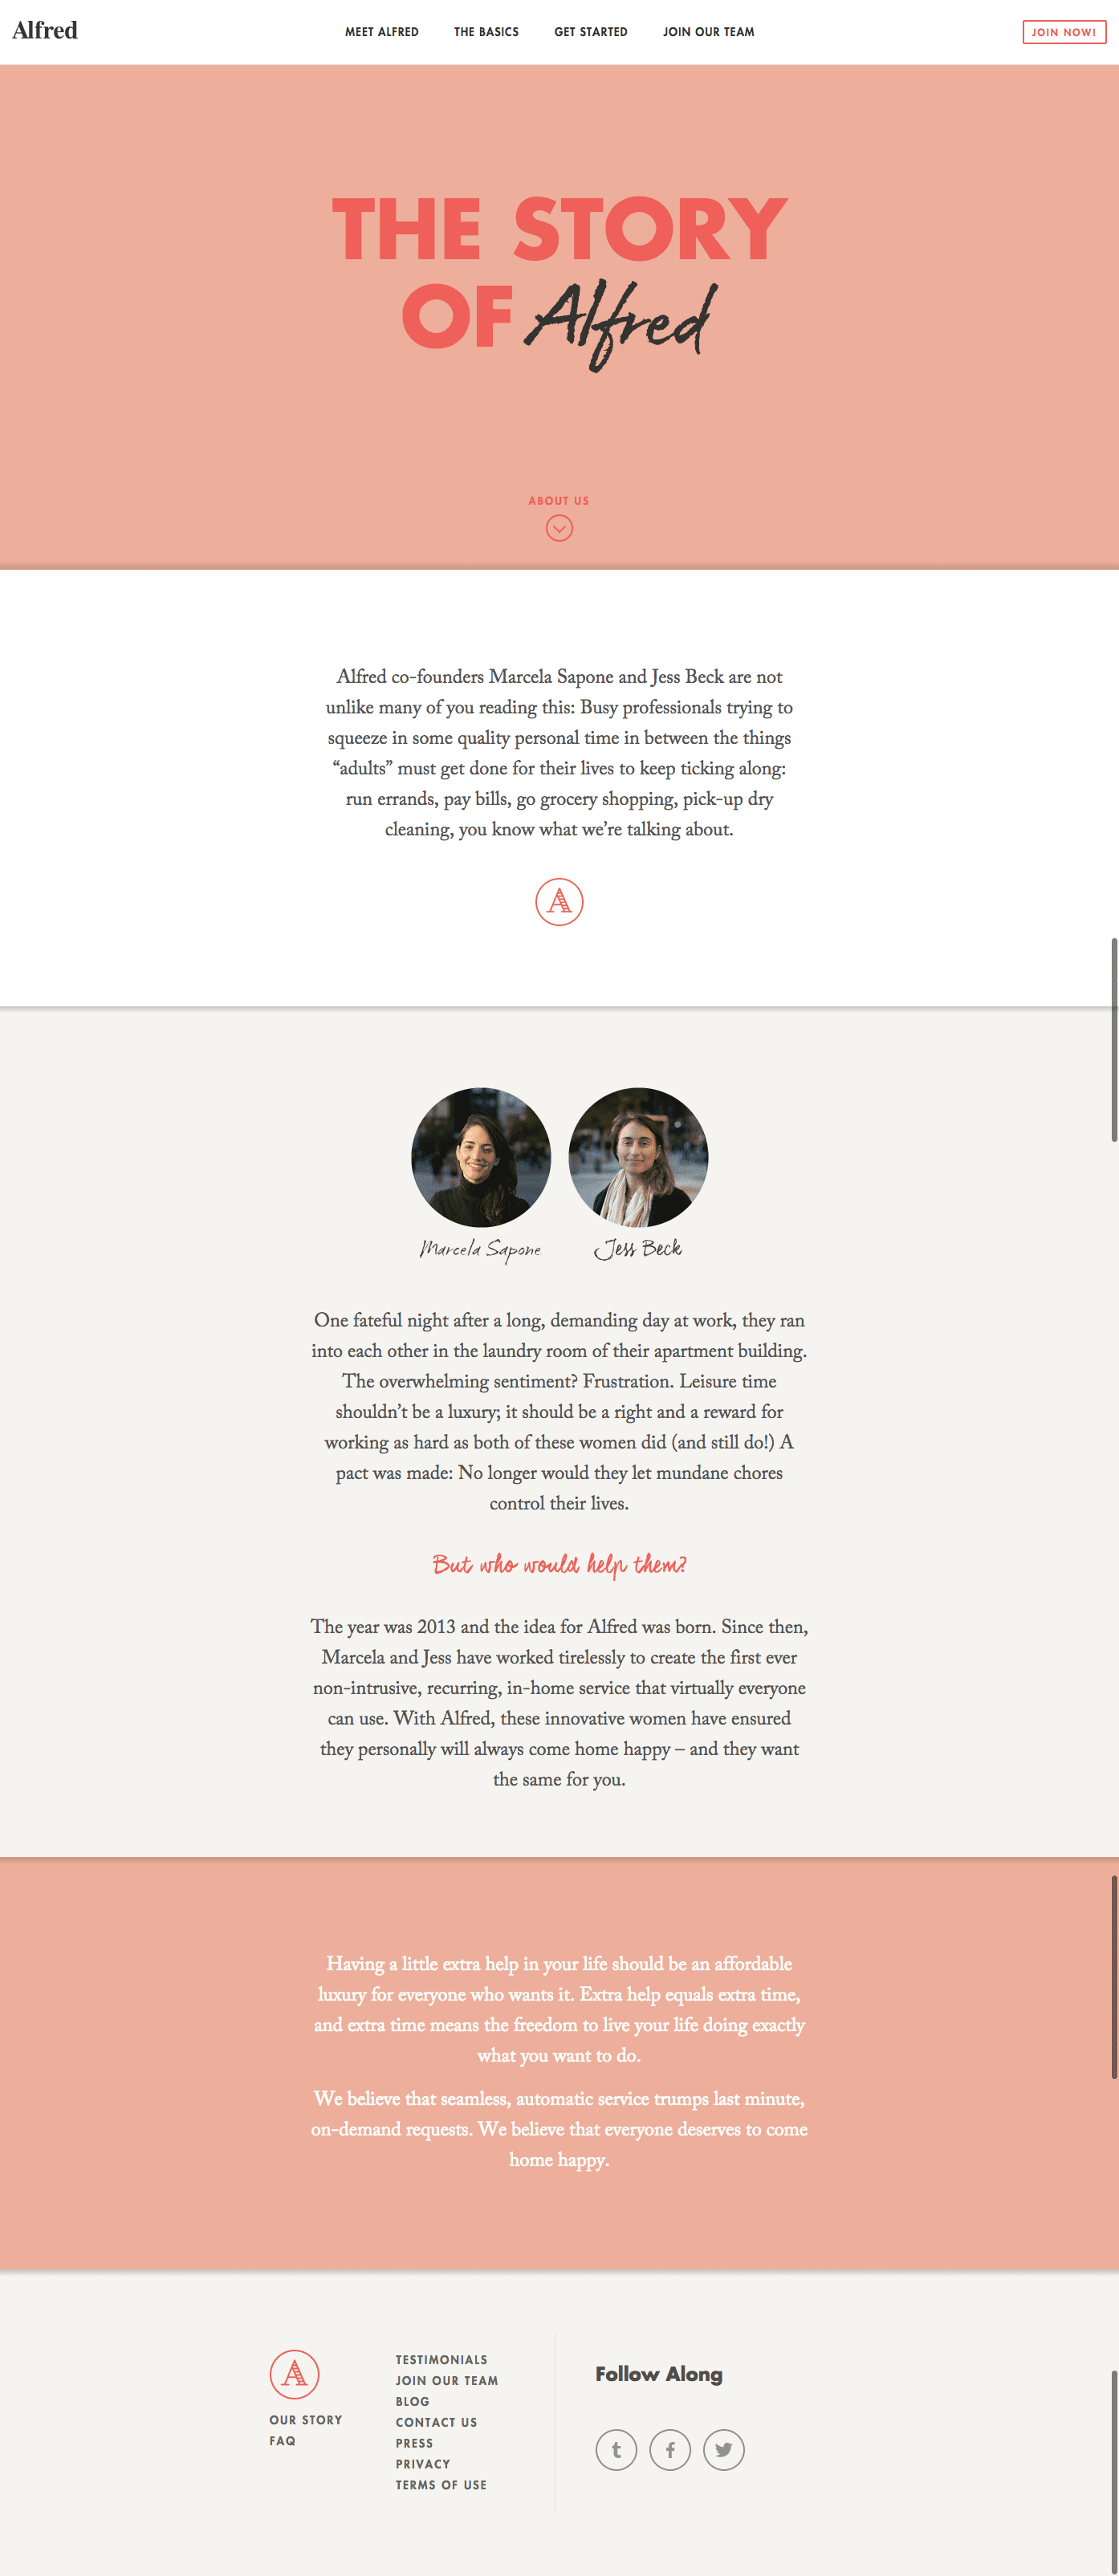 Alfred
MEET ALFRED
THE BASICS
GET STARTED
JOIN OUR TEAM
JOIN NOW!
THE STORY
OF Alfred
ABOUT US
Alfred co-founders Marcela Sapone and Jess Beck are not
unlike many of you reading this: Busy professionals trying to
squeeze in some quality personal time in between the things
“adults” must get done for their lives to keep ticking along:
run errands, pay bills, go grocery shopping, pick-up dry
cleaning, you know what we’re talking about.
A
Marcela Sapone
Jess Beck
One fateful night after a long, demanding day at work, they ran
into each other in the laundry room of their apartment building.
The overwhelming sentiment? Frustration. Leisure time
shouldn’t be a luxury; it should be a right and a reward for
working as hard as both of these women did (and still do!) A
pact was made: No longer would they let mundane chores
control their lives.
But who would help them?
The year was 2013 and the idea for Alfred was born. Since then,
Marcela and Jess have worked tirelessly to create the first ever
non-intrusive, recurring, in-home service that virtually everyone
can use. With Alfred, these innovative women have ensured
they personally will always come home happy – and they want
the same for you.
Having a little extra help in your life should be an affordable
luxury for everyone who wants it. Extra help equals extra time,
and extra time means the freedom to live your life doing exactly
what you want to do.
We believe that seamless, automatic service trumps last minute,
on-demand requests. We believe that everyone deserves to come
home happy.
A
OUR STORY
FAQ
TESTIMONIALS
JOIN OUR TEAM
BLOG
CONTACT US
PRESS
PRIVACY
TERMS OF USE
Follow Along
t
f